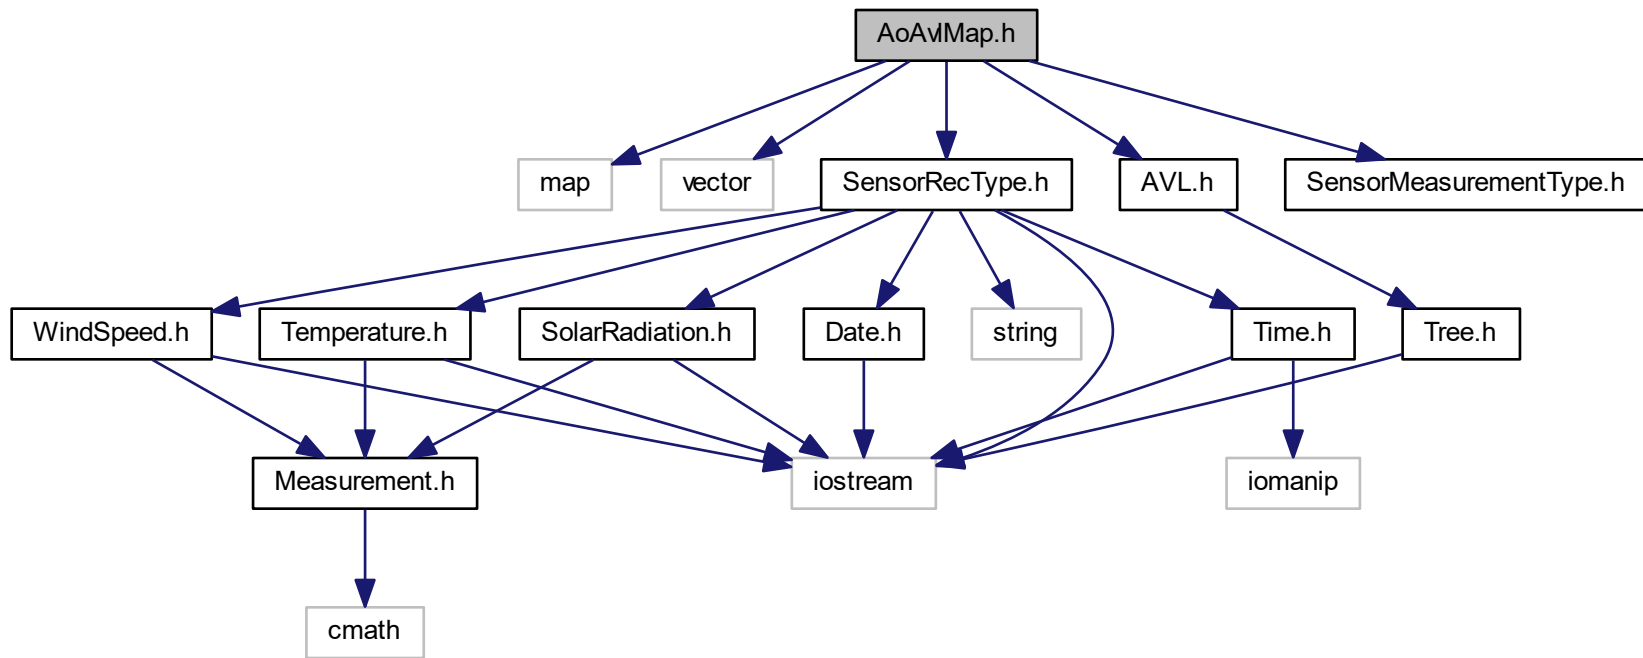 AoAvlMap.h
map
vector
SensorRecType.h
AVL.h
SensorMeasurementType.h
WindSpeed.h
Temperature.h
SolarRadiation.h
Date.h
string
Time.h
Tree.h
Measurement.h
iostream
iomanip
cmath